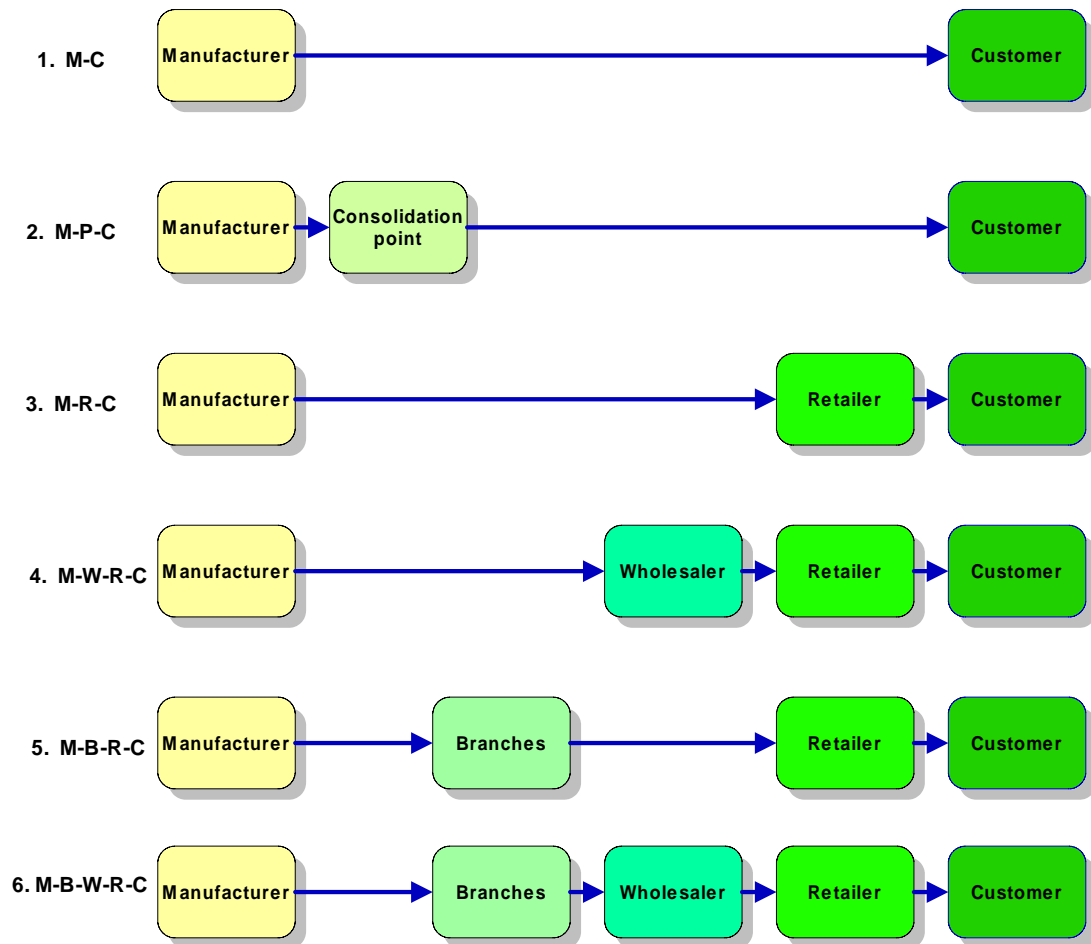 1. M-C Manufacturer Customer
2. M-P-C Manufacturer Consolidation point Customer
3. M-R-C Manufacturer Retailer Customer
4. M-W-R-C Manufacturer Wholesaler Retailer Customer
5. M-B-R-C Manufacturer Branches Retailer Customer
6. M-B-W-R-C Manufacturer Branches Wholesaler Retailer Customer